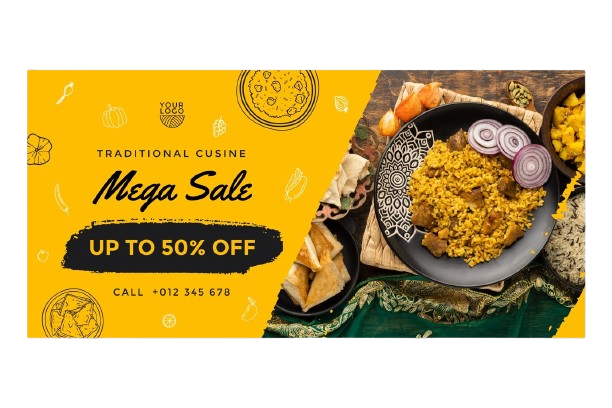 YOUR
LOGO
TRADITIONAL CUSINE
Mega Sale
UP TO 50% OFF
CALL +012 345 678